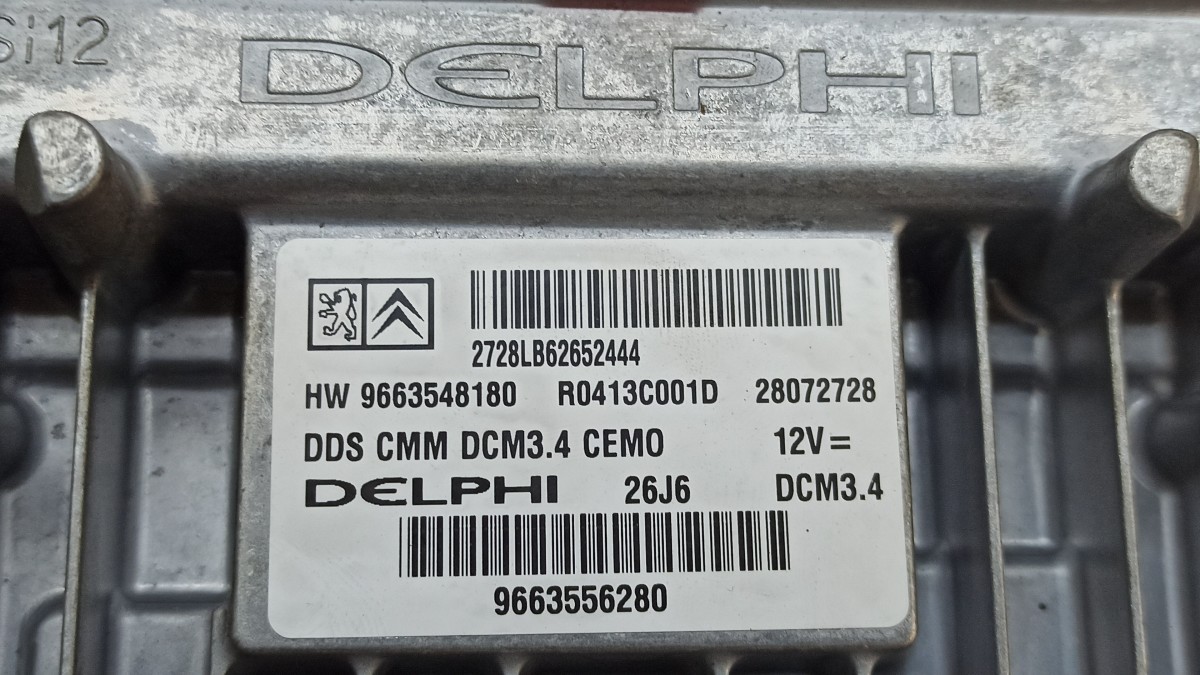 Si12
DELPHI
2728LB62652444
HW 9663548180 R0413C001D 28072728
DDS CMM DCM3.4 CEMO 12V=
DELPHI 26J6 DCM3.4
9663556280